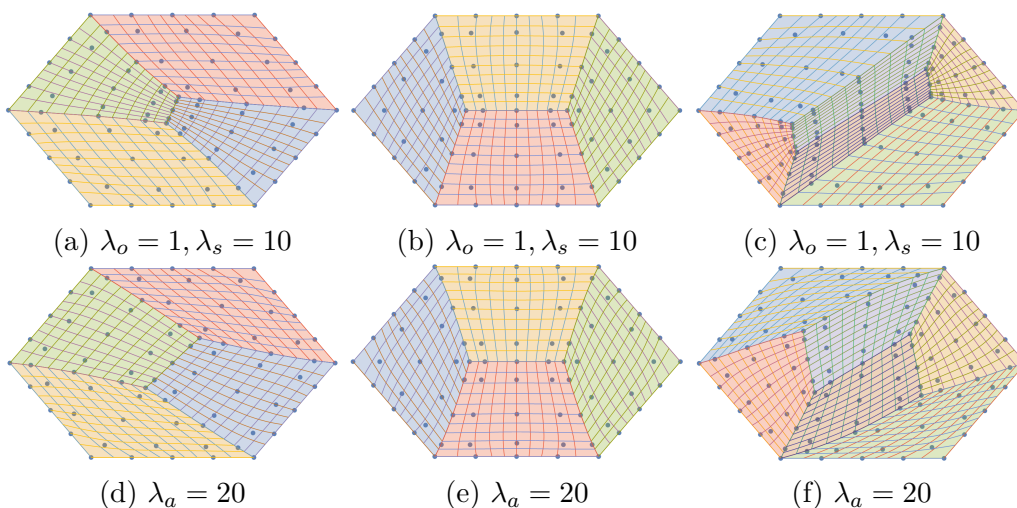 (a) λₒ = 1, λₛ = 10
(b) λₒ = 1, λₛ = 10
(c) λₒ = 1, λₛ = 10
(d) λₐ = 20
(e) λₐ = 20
(f) λₐ = 20